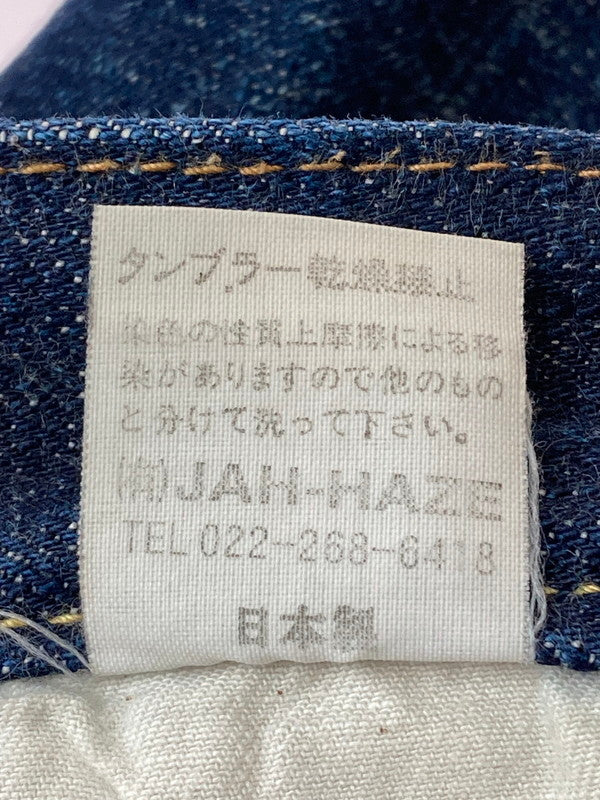 タンブラー乾燥禁止
染色の性質上摩擦による移
染がありますので他のもの
と分けて洗って下さい。
㈲JAH-HAZE
TEL 022-268-6418
日本製